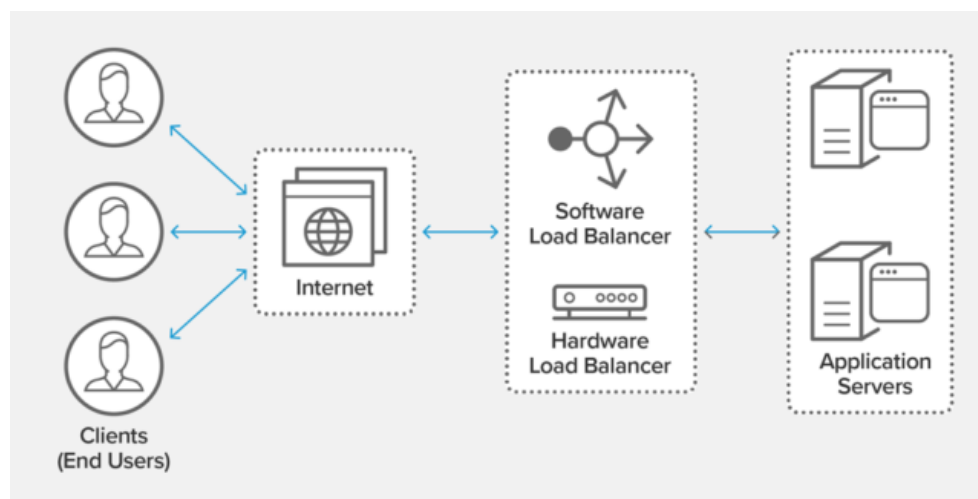 Clients
(End Users)
Internet
Software
Load Balancer
Hardware
Load Balancer
Application
Servers